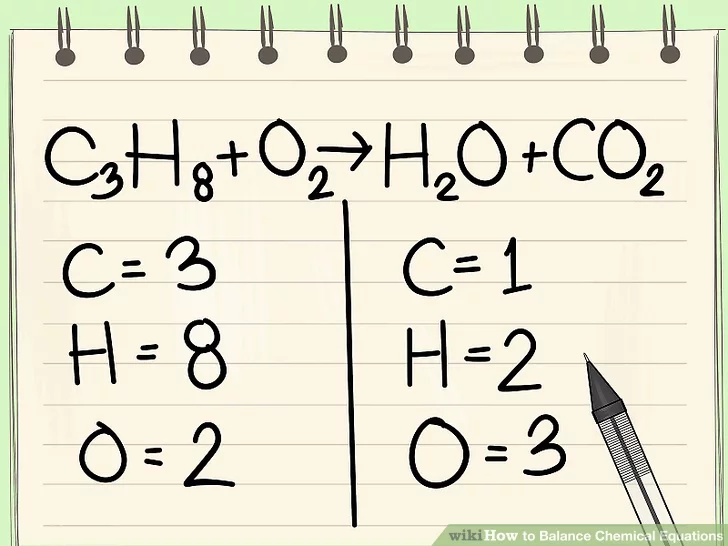 C₃H₈+O₂→H₂O+CO₂
C=3
H=8
O=2
C=1
H=2
O=3
wikiHow to Balance Chemical Equations